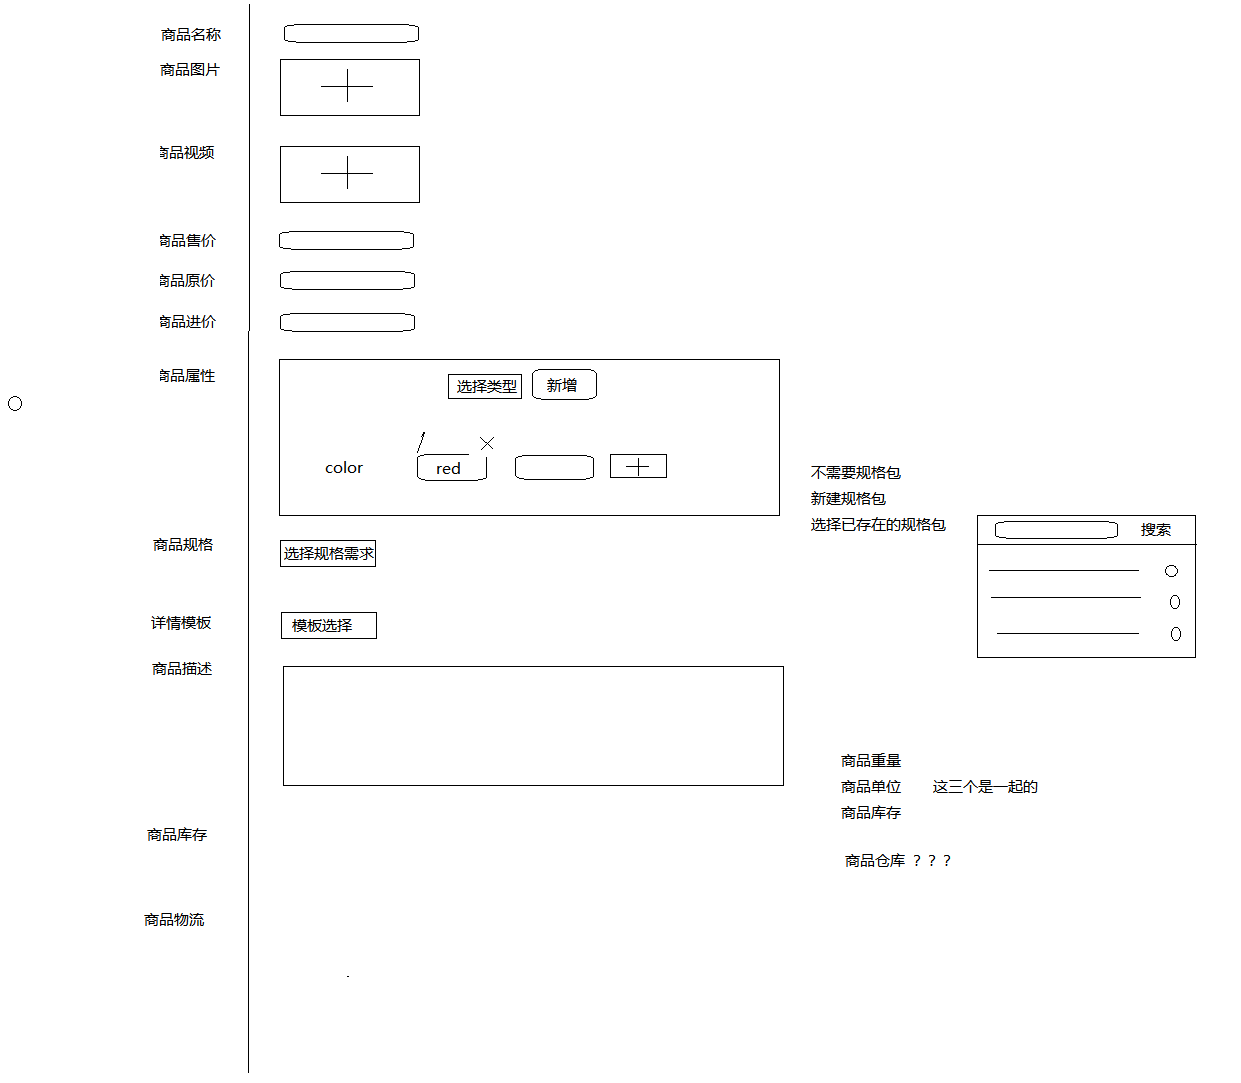 商品名称
商品图片
商品视频
商品售价
商品原价
商品进价
商品属性
选择类型 新增
color red
不需要规格包
新建规格包
选择已存在的规格包
搜索
商品规格 选择规格需求
详情模板 模板选择
商品描述
商品重量
商品单位 这三个是一起的
商品库存
商品库存
商品仓库 ？？？
商品物流